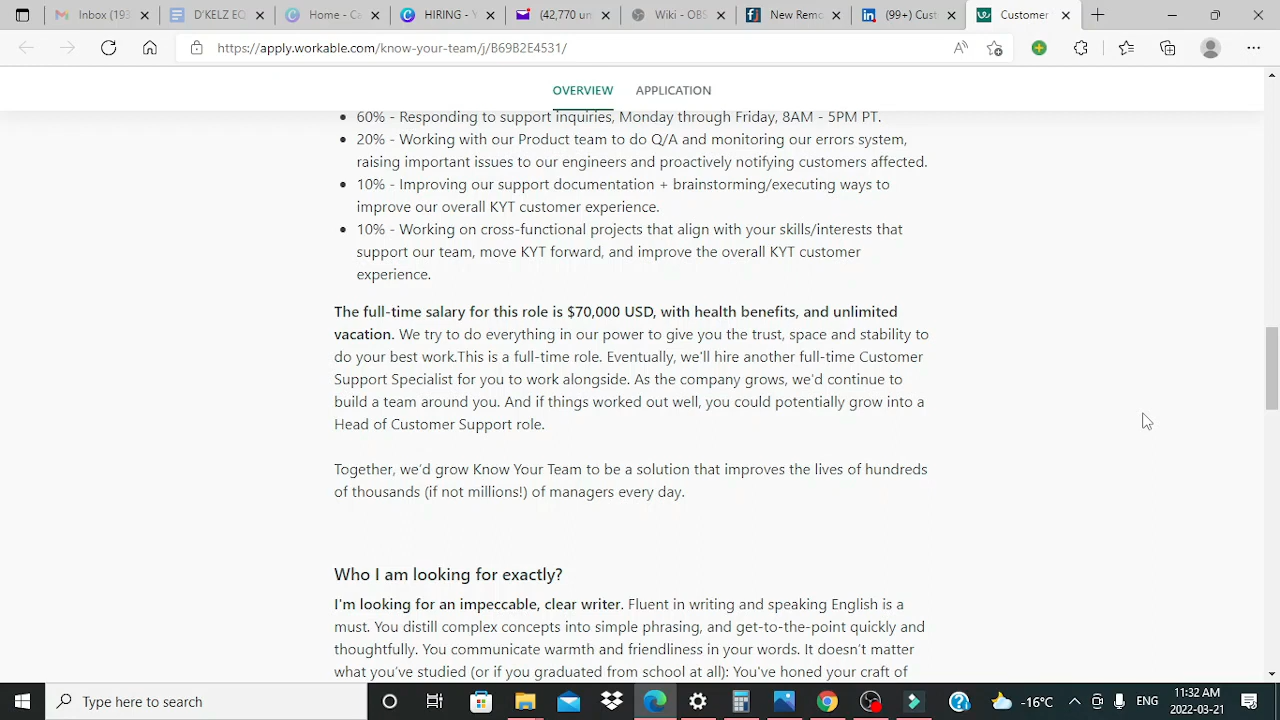 Inbox (193
D'KELZ EQ
Home - Ca
HIRING - Y
(42,770 un
Wiki - OBS
New Remo
(99+) Cust
Customer
https://apply.workable.com/know-your-team/j/B69B2E4531/
OVERVIEW
APPLICATION
• 60% - Responding to support inquiries, Monday through Friday, 8AM - 5PM PT.
• 20% - Working with our Product team to do Q/A and monitoring our errors system,
raising important issues to our engineers and proactively notifying customers affected.
• 10% - Improving our support documentation + brainstorming/executing ways to
improve our overall KYT customer experience.
• 10% - Working on cross-functional projects that align with your skills/interests that
support our team, move KYT forward, and improve the overall KYT customer
experience.
The full-time salary for this role is $70,000 USD, with health benefits, and unlimited
vacation. We try to do everything in our power to give you the trust, space and stability to
do your best work.This is a full-time role. Eventually, we'll hire another full-time Customer
Support Specialist for you to work alongside. As the company grows, we'd continue to
build a team around you. And if things worked out well, you could potentially grow into a
Head of Customer Support role.
Together, we'd grow Know Your Team to be a solution that improves the lives of hundreds
of thousands (if not millions!) of managers every day.
Who I am looking for exactly?
I'm looking for an impeccable, clear writer. Fluent in writing and speaking English is a
must. You distill complex concepts into simple phrasing, and get-to-the-point quickly and
thoughtfully. You communicate warmth and friendliness in your words. It doesn't matter
what you've studied (or if you graduated from school at all): You've honed your craft of
Type here to search
-16°C
ENG
11:32 AM
2022-03-21